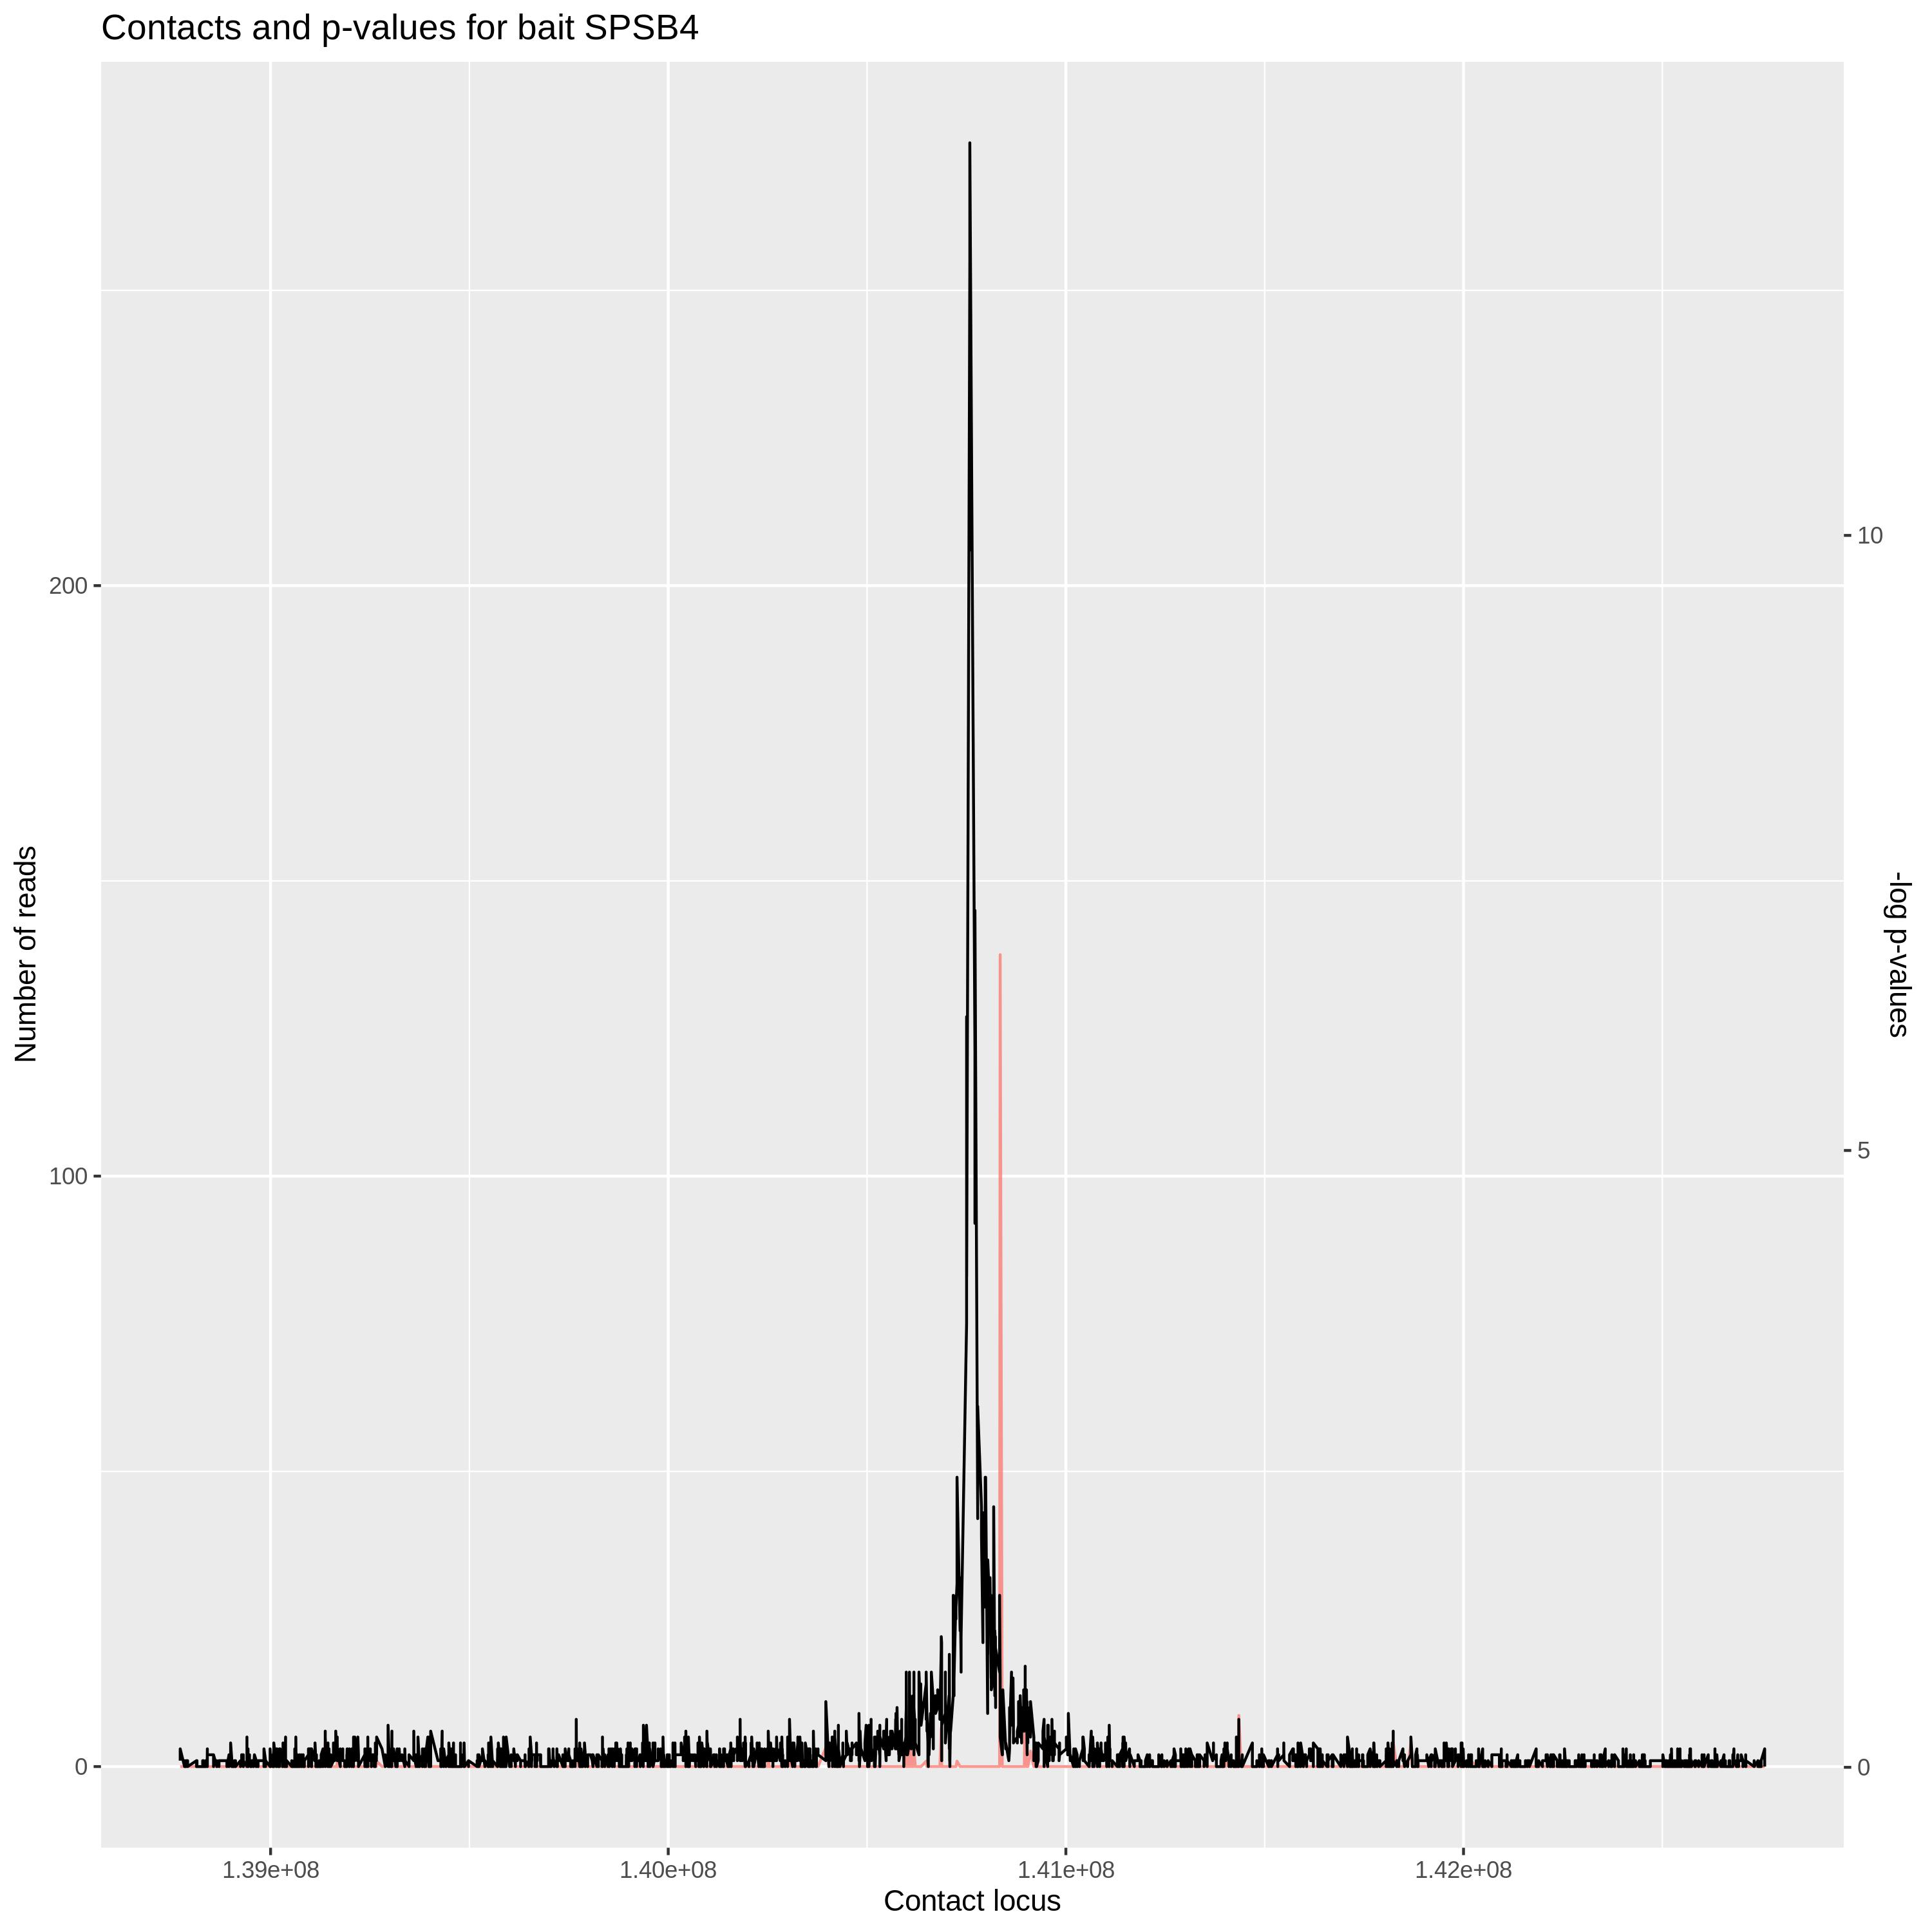 Contacts and p-values for bait SPSB4
Number of reads
200
100
0
10
5
0
-log p-values
1.39e+08
1.40e+08
1.41e+08
1.42e+08
Contact locus